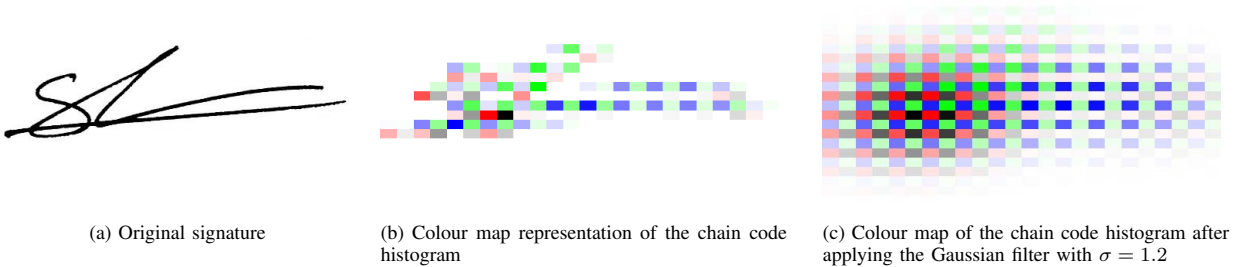 (a) Original signature
(b) Colour map representation of the chain code
histogram
(c) Colour map of the chain code histogram after
applying the Gaussian filter with σ = 1.2